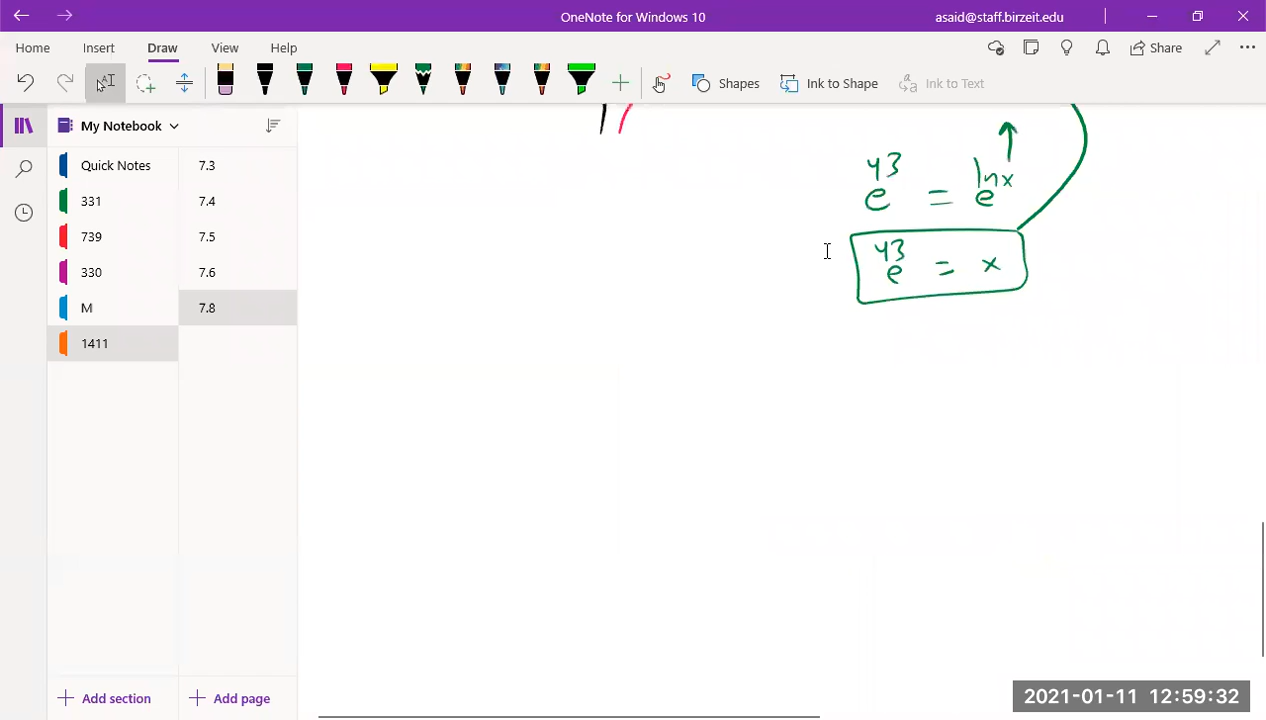 OneNote for Windows 10
asaid@staff.birzeit.edu
Home Insert Draw View Help
Share
Shapes
Ink to Shape
Ink to Text
My Notebook
Quick Notes
331
739
330
M
1411
7.3
7.4
7.5
7.6
7.8
e^43 = e^ln x
e^43 = x
Add section
Add page
2021-01-11 12:59:32